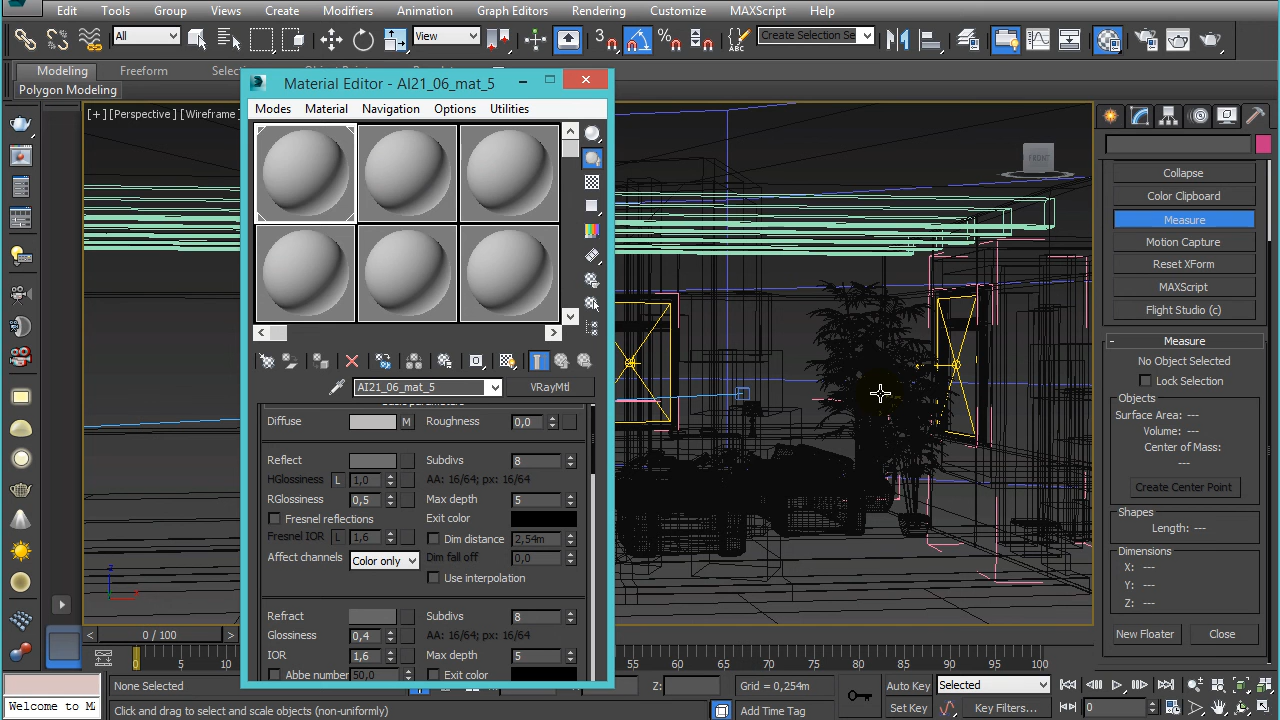 Edit Tools Group Views Create Modifiers Animation Graph Editors Rendering Customize MAXScript Help
All
View
3
Create Selection Se
Modeling Freeform
Polygon Modeling
[+] [Perspective] [Wireframe
FRONT
Material Editor - AI21_06_mat_5
Modes Material Navigation Options Utilities
AI21_06_mat_5
VRayMtl
Diffuse M Roughness 0,0
Reflect Subdivs 8
HGlossiness L 1,0 AA: 16/64; px: 16/64
RGlossiness 0,5 Max depth 5
Fresnel reflections Exit color
Fresnel IOR L 1,6 Dim distance 2,54m
Affect channels Color only Dim fall off 0,0
Use interpolation
Refract Subdivs 8
Glossiness 0,4 AA: 16/64; px: 16/64
IOR 1,6 Max depth 5
Abbe number 50,0 Exit color
Collapse
Color Clipboard
Measure
Motion Capture
Reset XForm
MAXScript
Flight Studio (c)
- Measure
No Object Selected
Lock Selection
Objects
Surface Area: ---
Volume: ---
Center of Mass:
---
Create Center Point
Shapes
Length: ---
Dimensions
X: ---
Y: ---
Z: ---
New Floater Close
< 0 / 100 >
0 5 10 55 60 65 70 75 80 85 90 95 100
None Selected
Z:
Grid = 0,254m
Auto Key Selected
Welcome to MA
Click and drag to select and scale objects (non-uniformly)
Add Time Tag
Set Key Key Filters...
0